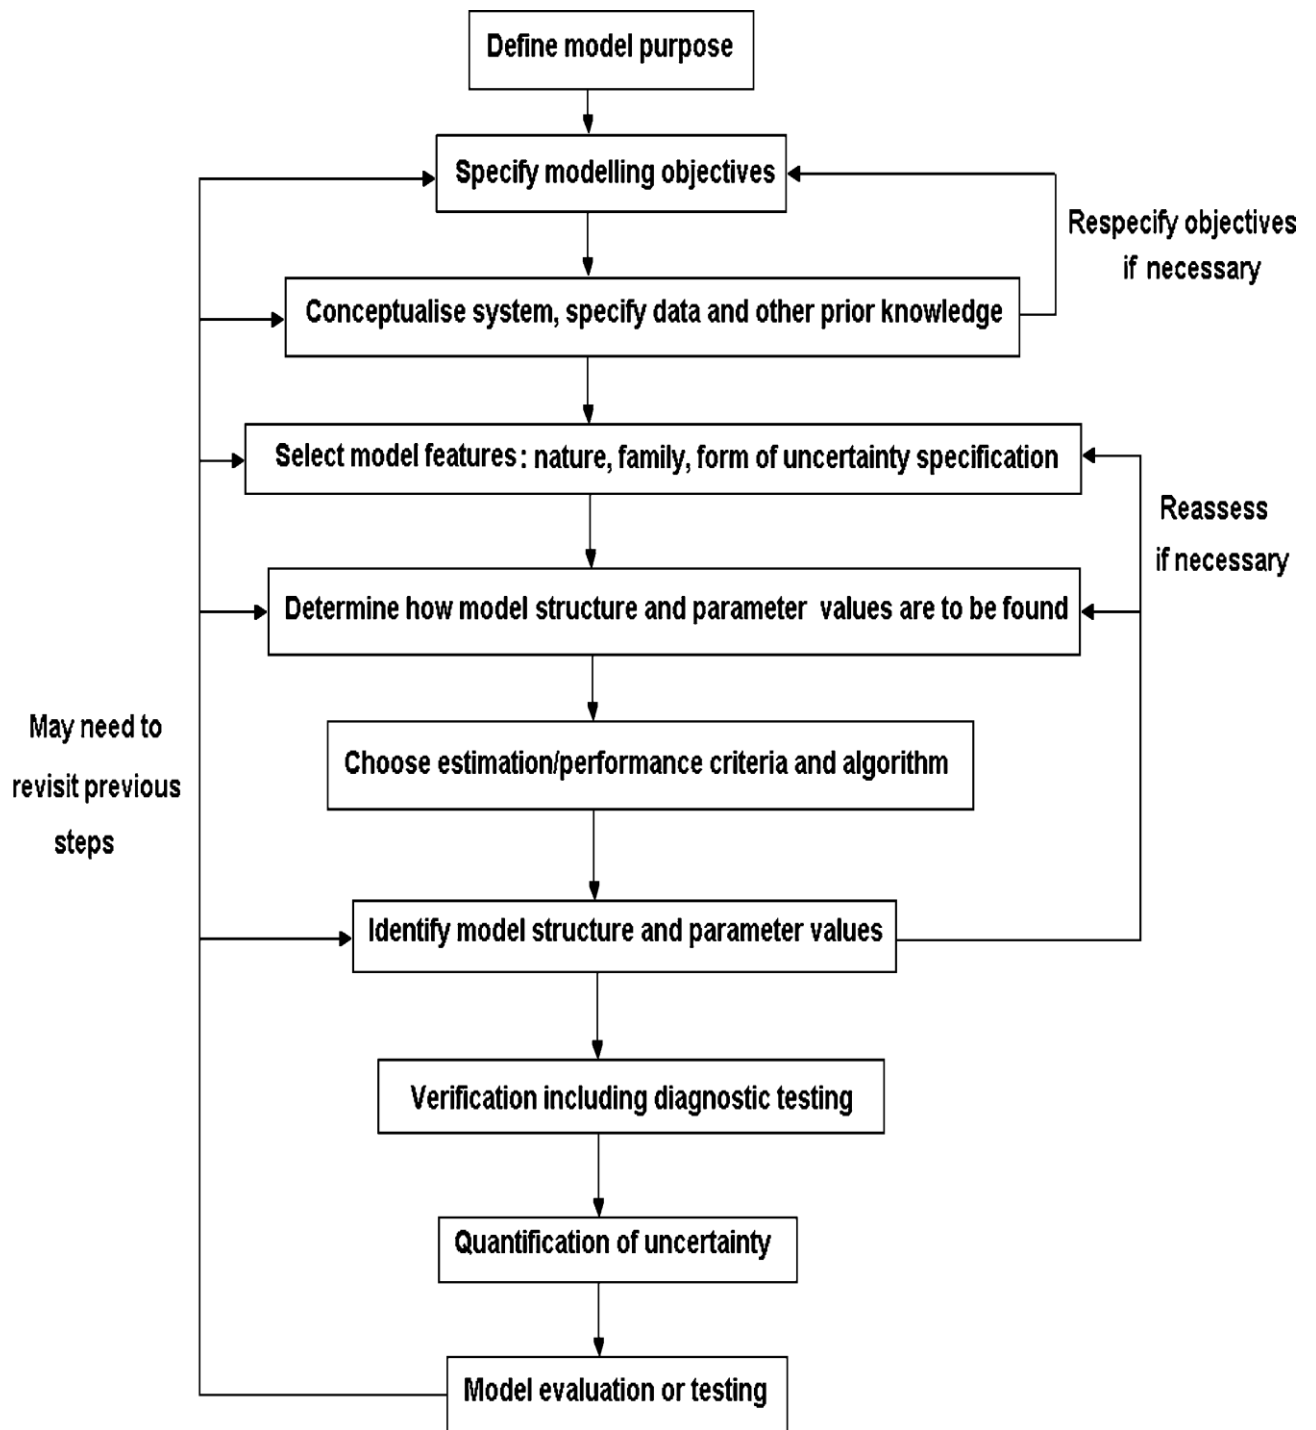 Define model purpose
Specify modelling objectives
Respecify objectives
if necessary
Conceptualise system, specify data and other prior knowledge
Select model features: nature, family, form of uncertainty specification
Reassess
if necessary
Determine how model structure and parameter values are to be found
May need to
revisit previous
steps
Choose estimation/performance criteria and algorithm
Identify model structure and parameter values
Verification including diagnostic testing
Quantification of uncertainty
Model evaluation or testing